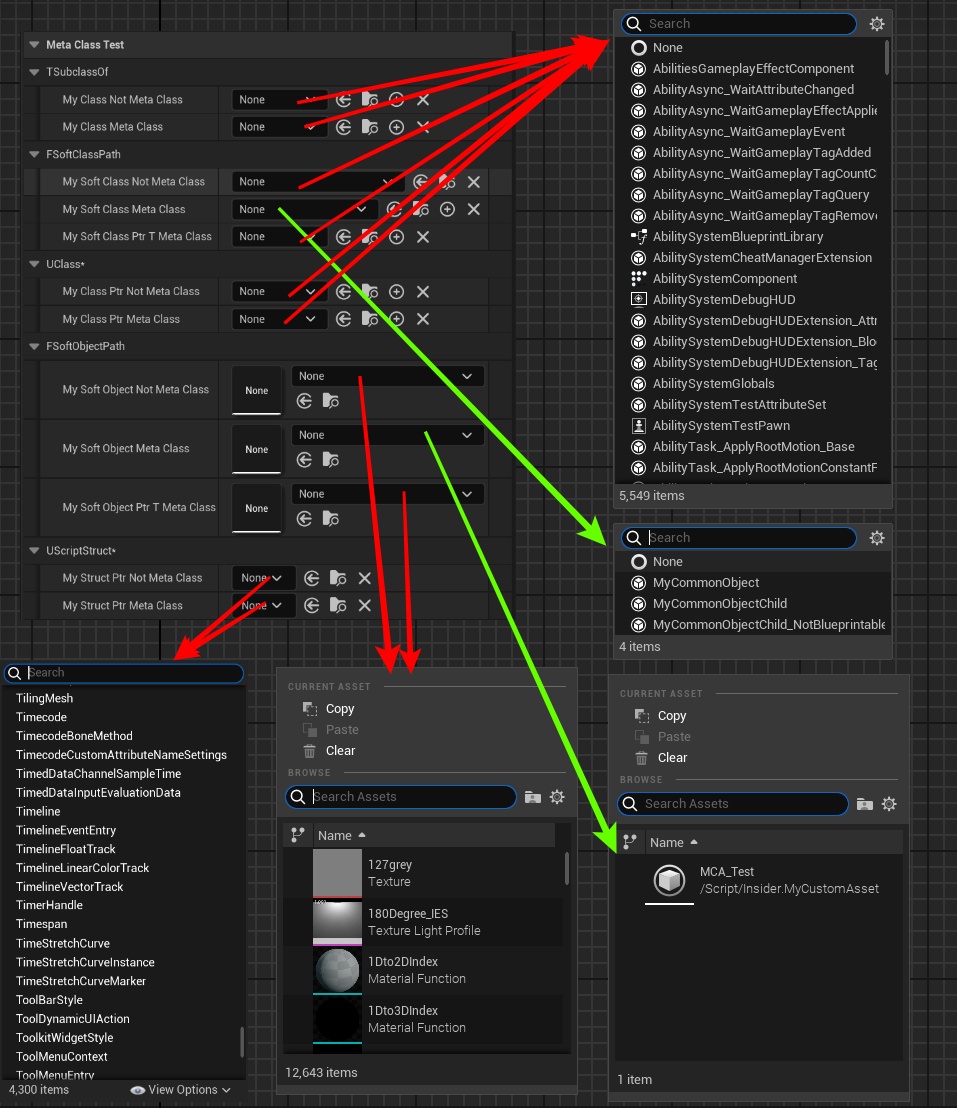 Meta Class Test
TSubclassOf
My Class Not Meta Class
None
My Class Meta Class
None
FSoftClassPath
My Soft Class Not Meta Class
None
My Soft Class Meta Class
None
My Soft Class Ptr T Meta Class
None
UClass*
My Class Ptr Not Meta Class
None
My Class Ptr Meta Class
None
FSoftObjectPath
My Soft Object Not Meta Class
None
None
My Soft Object Meta Class
None
None
My Soft Object Ptr T Meta Class
None
None
UScriptStruct*
My Struct Ptr Not Meta Class
None
My Struct Ptr Meta Class
None
Search
None
AbilitiesGameplayEffectComponent
AbilityAsync_WaitAttributeChanged
AbilityAsync_WaitGameplayEffectApplie
AbilityAsync_WaitGameplayEvent
AbilityAsync_WaitGameplayTagAdded
AbilityAsync_WaitGameplayTagCountC
AbilityAsync_WaitGameplayTagQuery
AbilityAsync_WaitGameplayTagRemove
AbilitySystemBlueprintLibrary
AbilitySystemCheatManagerExtension
AbilitySystemComponent
AbilitySystemDebugHUD
AbilitySystemDebugHUDExtension_Attr
AbilitySystemDebugHUDExtension_Blo
AbilitySystemDebugHUDExtension_Tag
AbilitySystemGlobals
AbilitySystemTestAttributeSet
AbilitySystemTestPawn
AbilityTask_ApplyRootMotion_Base
AbilityTask_ApplyRootMotionConstantF
5,549 items
Search
None
MyCommonObject
MyCommonObjectChild
MyCommonObjectChild_NotBlueprintable
4 items
Search
TilingMesh
Timecode
TimecodeBoneMethod
TimecodeCustomAttributeNameSettings
TimedDataChannelSampleTime
TimedDataInputEvaluationData
Timeline
TimelineEventEntry
TimelineFloatTrack
TimelineLinearColorTrack
TimelineVectorTrack
TimerHandle
Timespan
TimeStretchCurve
TimeStretchCurveInstance
TimeStretchCurveMarker
ToolBarStyle
ToolDynamicUIAction
ToolkitWidgetStyle
ToolMenuContext
ToolMenuEntry
4,300 items
View Options
CURRENT ASSET
Copy
Paste
Clear
BROWSE
Search Assets
Name
127grey
Texture
180Degree_IES
Texture Light Profile
1Dto2DIndex
Material Function
1Dto3DIndex
Material Function
12,643 items
CURRENT ASSET
Copy
Paste
Clear
BROWSE
Search Assets
Name
MCA_Test
/Script/Insider.MyCustomAsset
1 item